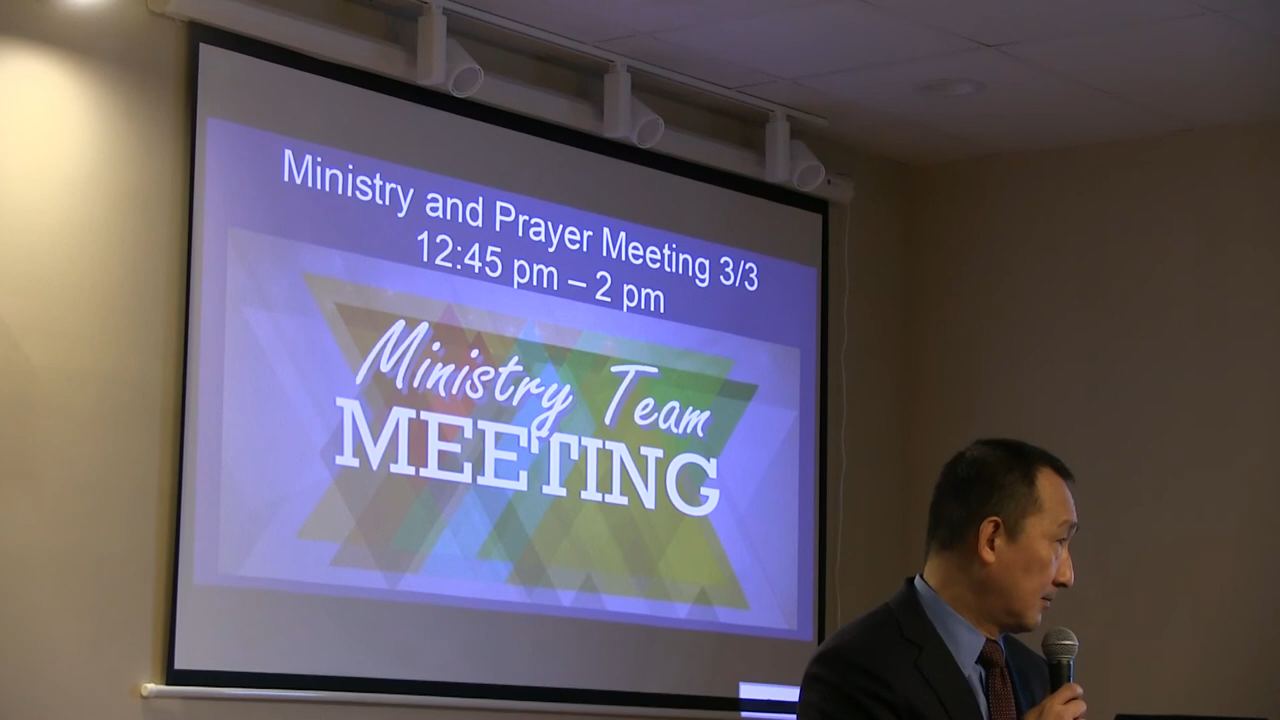 Ministry and Prayer Meeting 3/3
12:45 pm – 2 pm
Ministry Team
MEETING